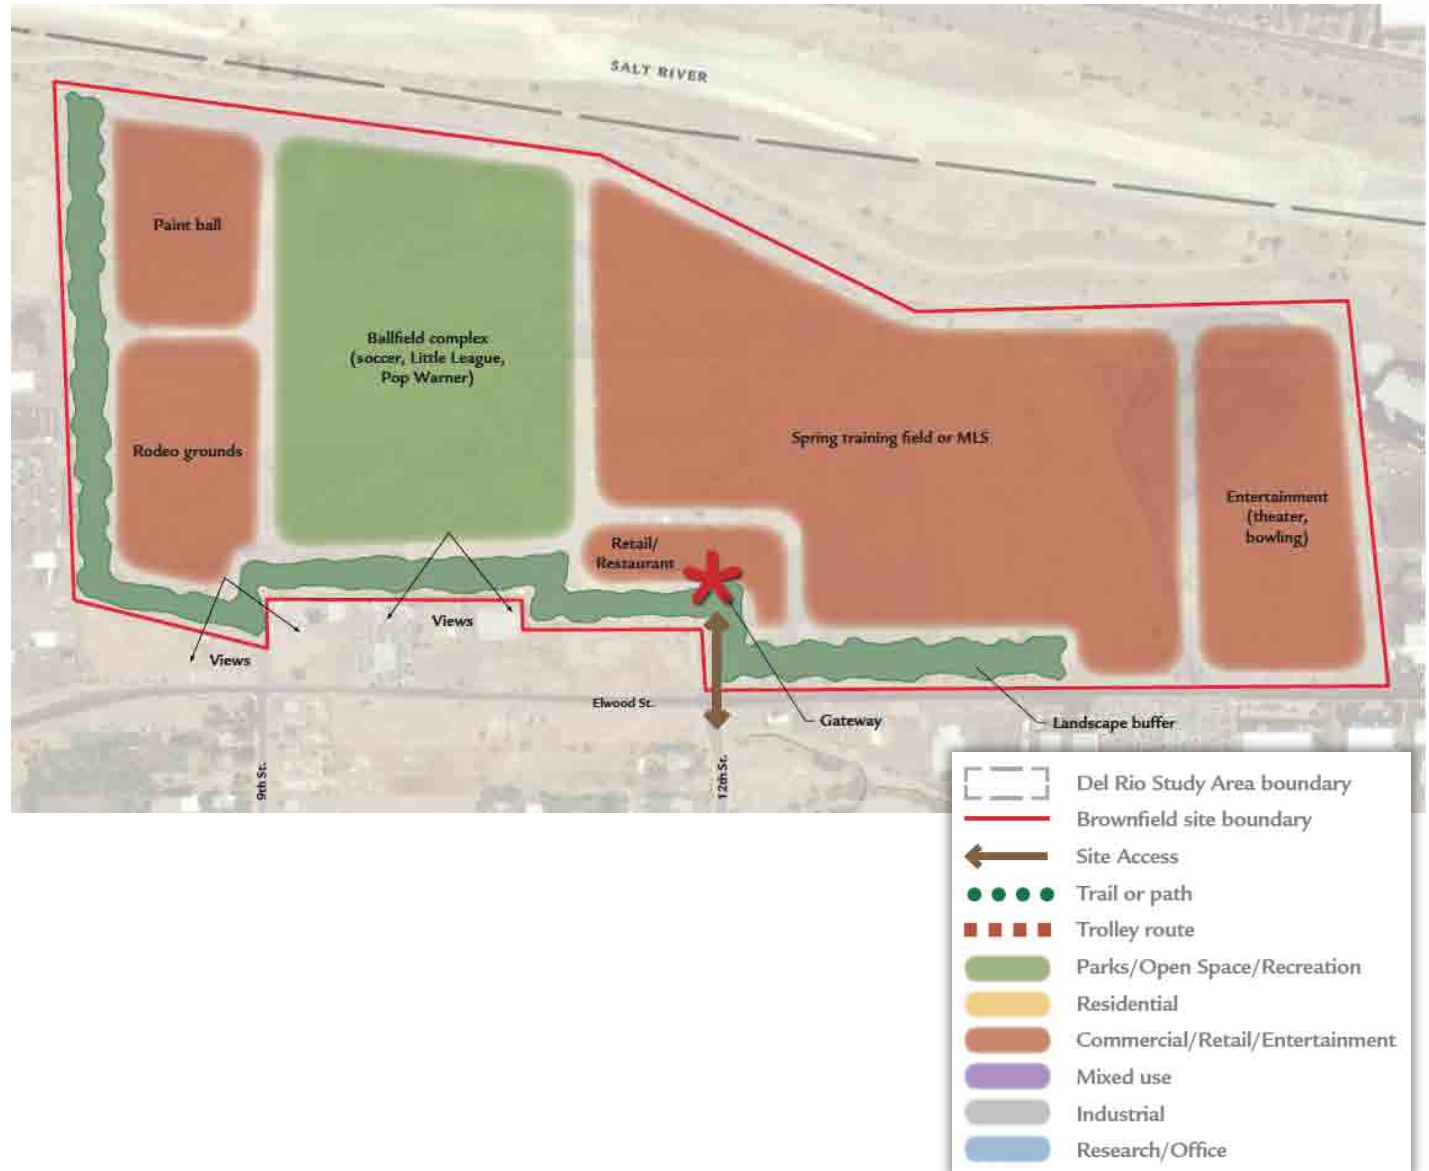 SALT RIVER
Paint ball
Ballfield complex
(soccer, Little League,
Pop Warner)
Rodeo grounds
Spring training field or MLS
Entertainment
(theater,
bowling)
Retail/
Restaurant
Views
Views
Elwood St.
Gateway
Landscape buffer
9th St.
12th St.
Del Rio Study Area boundary
Brownfield site boundary
Site Access
Trail or path
Trolley route
Parks/Open Space/Recreation
Residential
Commercial/Retail/Entertainment
Mixed use
Industrial
Research/Office